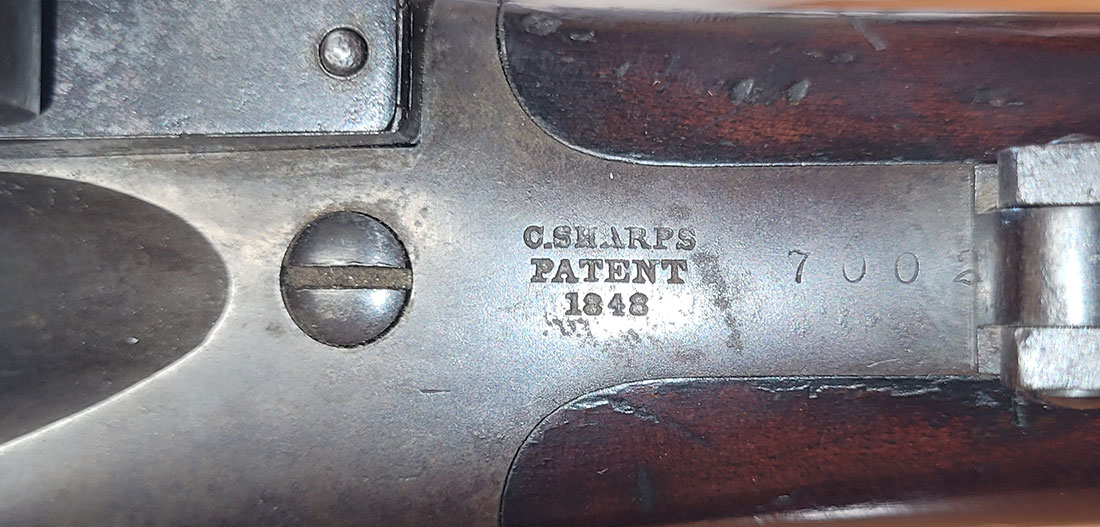 C.SHARPS
PATENT
1848
700